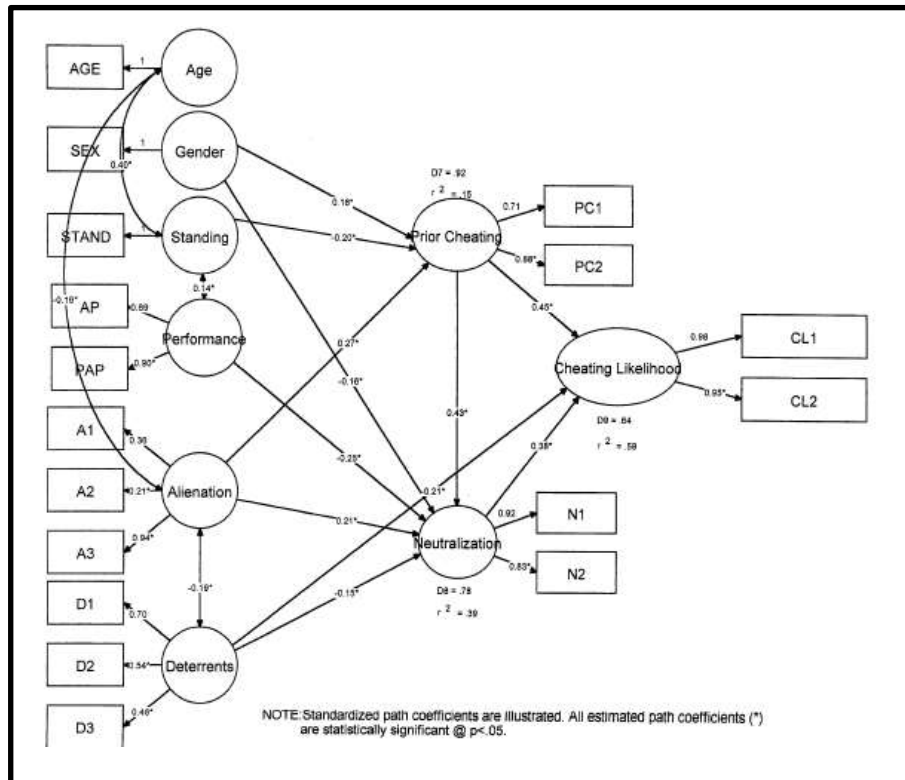 AGE
1
Age
SEX
1
Gender
0.40*
STAND
1
Standing
0.18*
-0.20*
D7 = .92
r 2 = .15
Prior Cheating
0.71
PC1
0.88*
PC2
0.14*
-0.16*
AP
0.89
Performance
PAP
0.90*
0.27*
-0.16*
0.45*
Cheating Likelihood
0.98
CL1
0.95*
CL2
D9 = .64
r 2 = .59
A1
0.36
A2
0.21*
Alienation
A3
0.94*
0.43*
-0.25*
0.21*
0.21*
0.38*
Neutralization
0.92
N1
0.83*
N2
D8 = .78
r 2 = .39
-0.19*
-0.13*
D1
0.70
D2
0.54*
Deterrents
D3
0.46*
NOTE:Standardized path coefficients are illustrated. All estimated path coefficients (*)
are statistically significant @ p<.05.